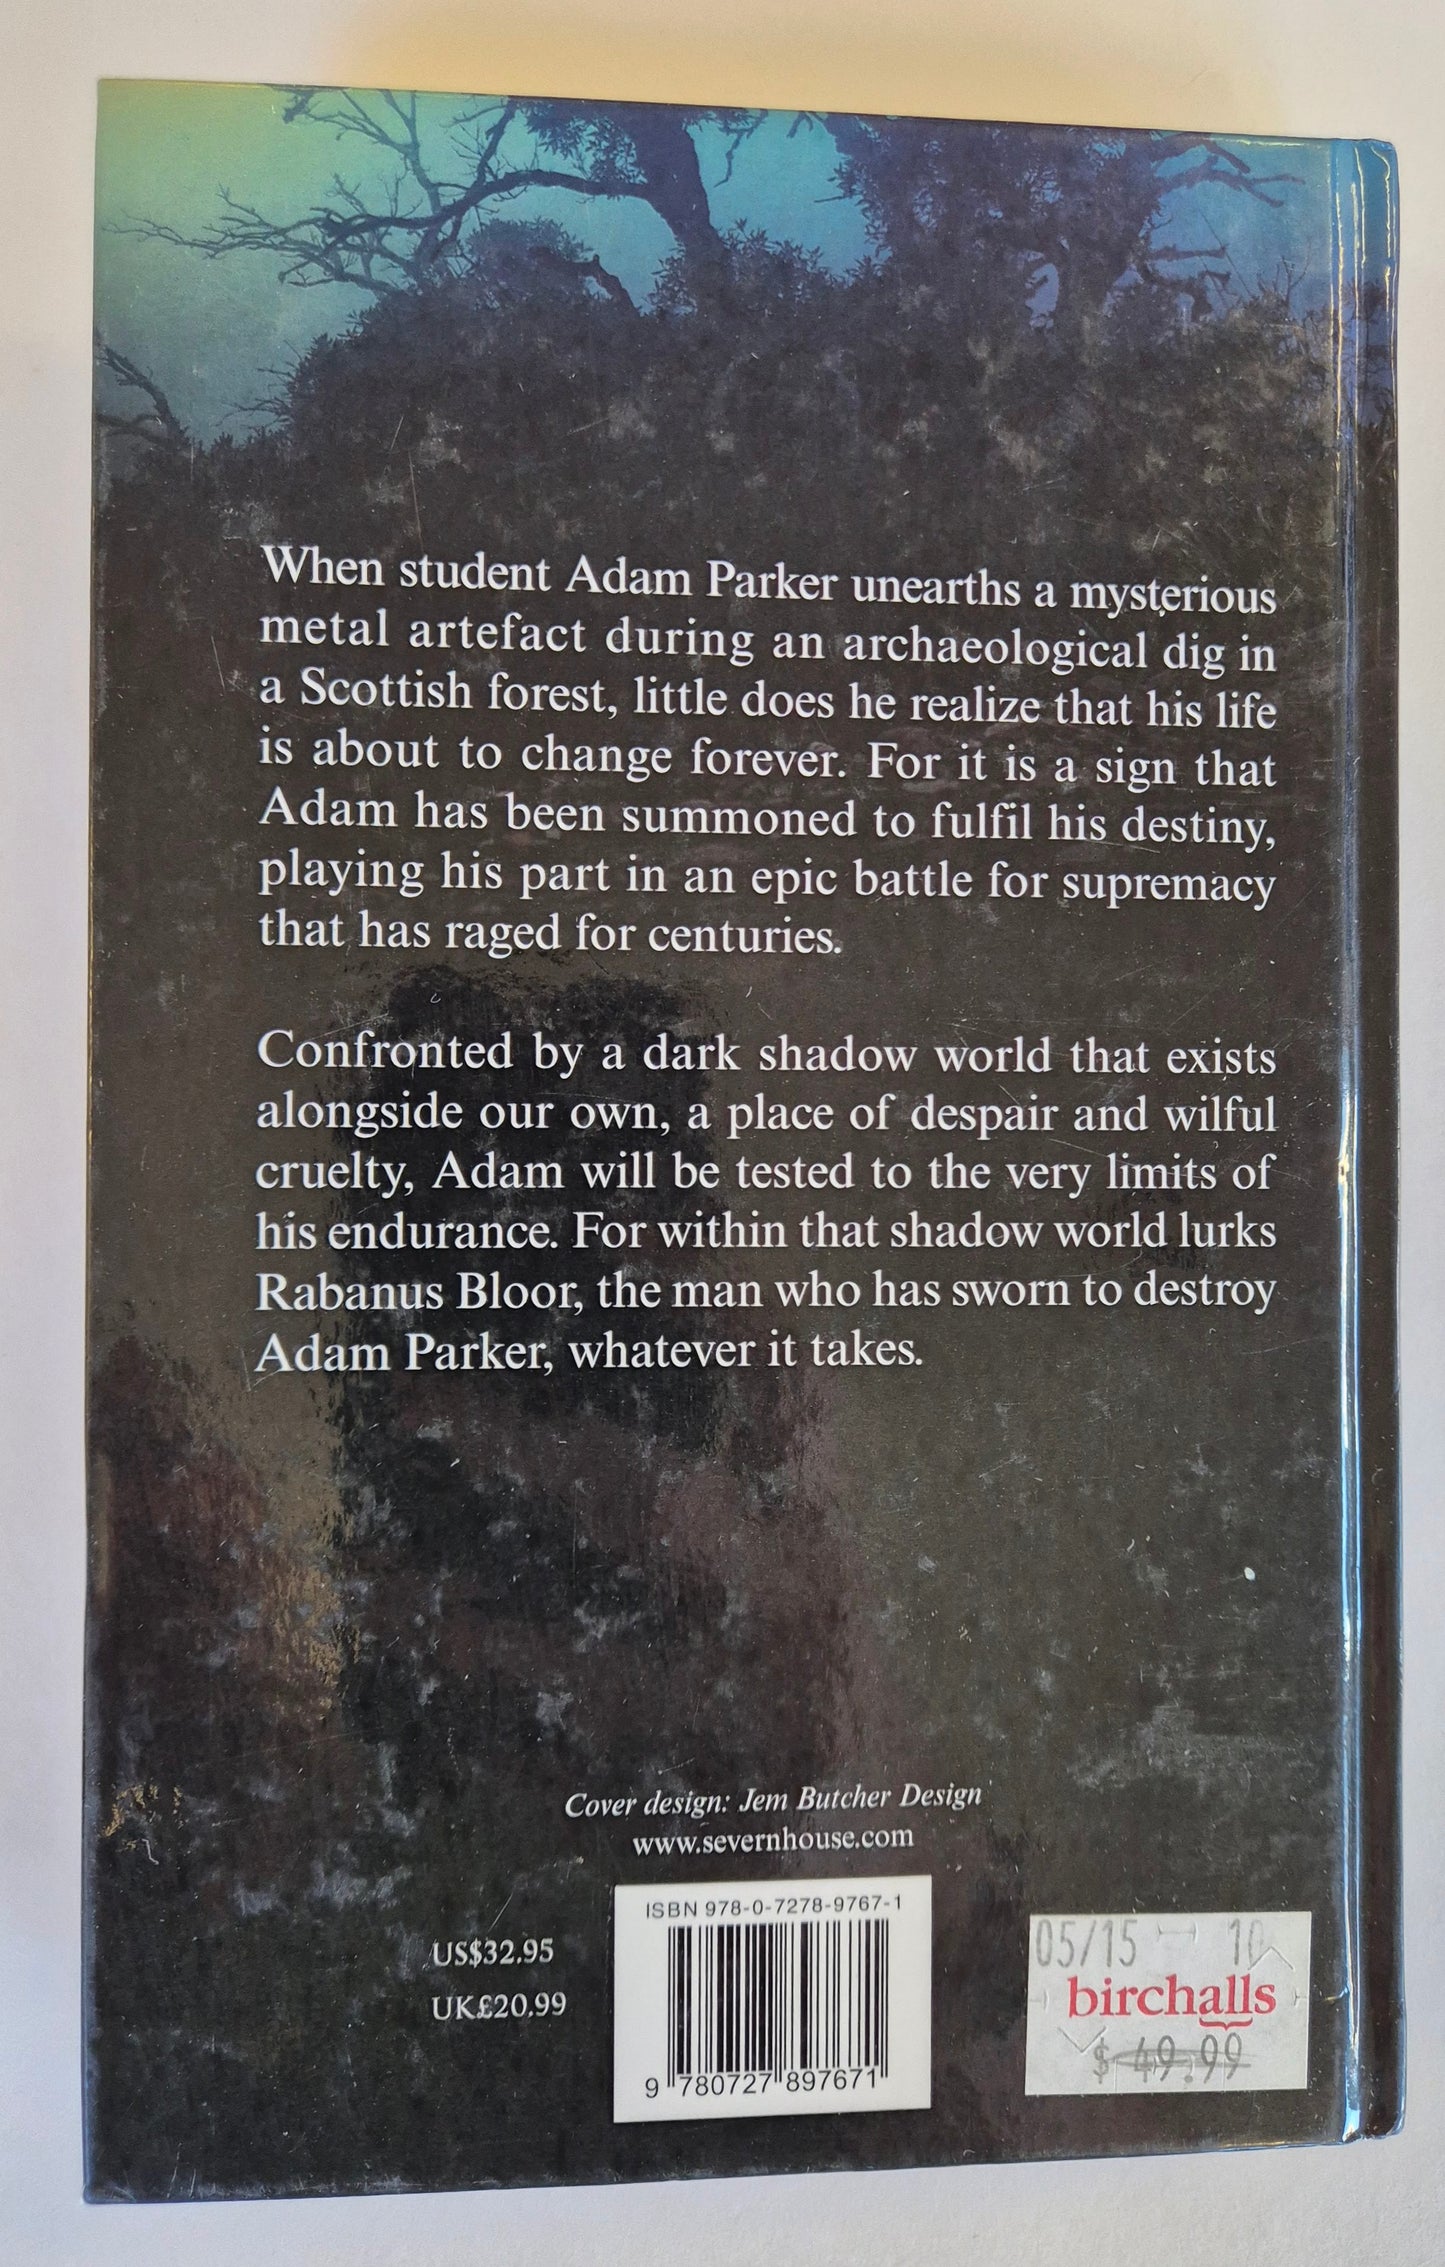 When student Adam Parker unearths a mysterious
metal artefact during an archaeological dig in
a Scottish forest, little does he realize that his life
is about to change forever. For it is a sign that
Adam has been summoned to fulfil his destiny,
playing his part in an epic battle for supremacy
that has raged for centuries.
Confronted by a dark shadow world that exists
alongside our own, a place of despair and wilful
cruelty, Adam will be tested to the very limits of
his endurance. For within that shadow world lurks
Rabanus Bloor, the man who has sworn to destroy
Adam Parker, whatever it takes.
Cover design: Jem Butcher Design
www.severnhouse.com
US$32.95
UK£20.99
ISBN 978-0-7278-9767-1
9 780727 897671
05/15 10
birchalls
$ 49.99